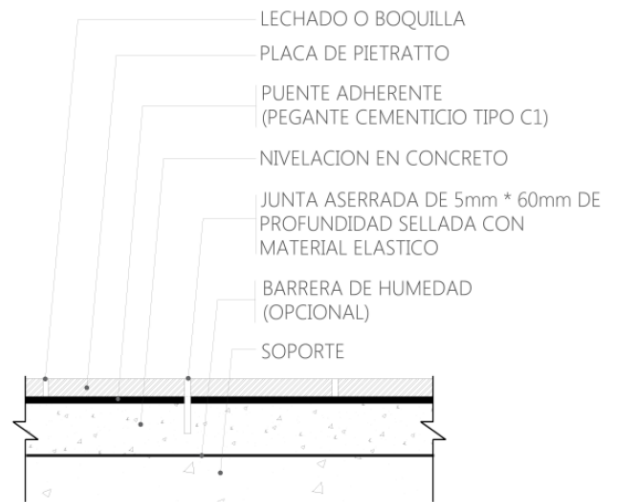 LECHADO O BOQUILLA
PLACA DE PIETRATTO
PUENTE ADHERENTE
(PEGANTE CEMENTICIO TIPO C1)
NIVELACION EN CONCRETO
JUNTA ASERRADA DE 5mm * 60mm DE
PROFUNDIDAD SELLADA CON
MATERIAL ELASTICO
BARRERA DE HUMEDAD
(OPCIONAL)
SOPORTE